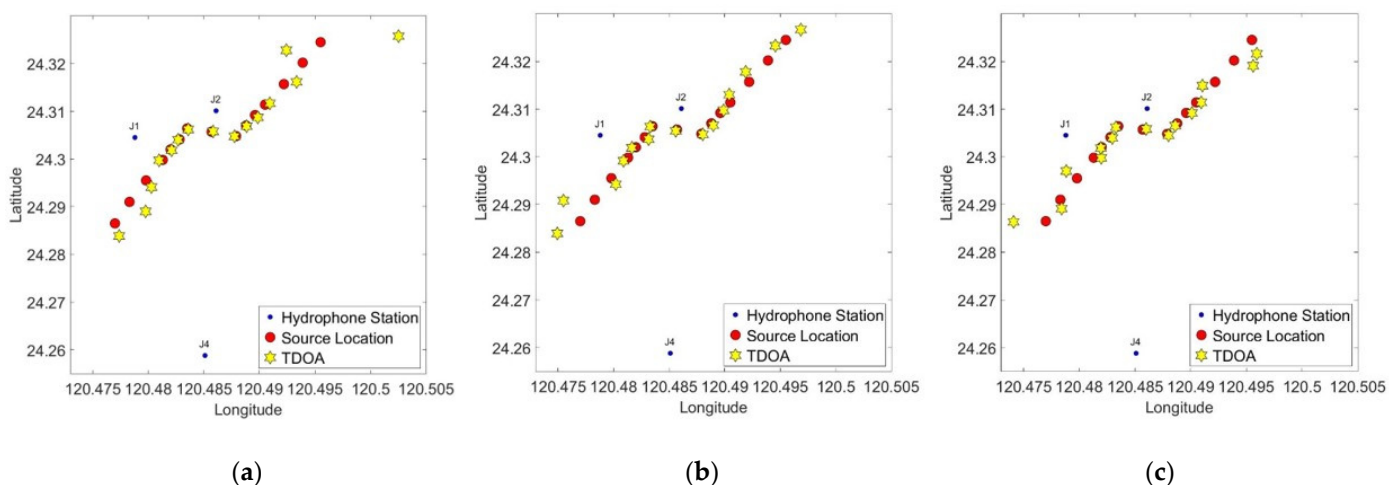 24.32
24.31
24.3
24.29
24.28
24.27
24.26
Latitude
J1
J2
J4
Hydrophone Station
Source Location
TDOA
120.475 120.48 120.485 120.49 120.495 120.5 120.505
Longitude
(a)
24.32
24.31
24.3
24.29
24.28
24.27
24.26
Latitude
J1
J2
J4
Hydrophone Station
Source Location
TDOA
120.475 120.48 120.485 120.49 120.495 120.5 120.505
Longitude
(b)
24.32
24.31
24.3
24.29
24.28
24.27
24.26
Latitude
J1
J2
J4
Hydrophone Station
Source Location
TDOA
120.475 120.48 120.485 120.49 120.495 120.5 120.505
Longitude
(c)